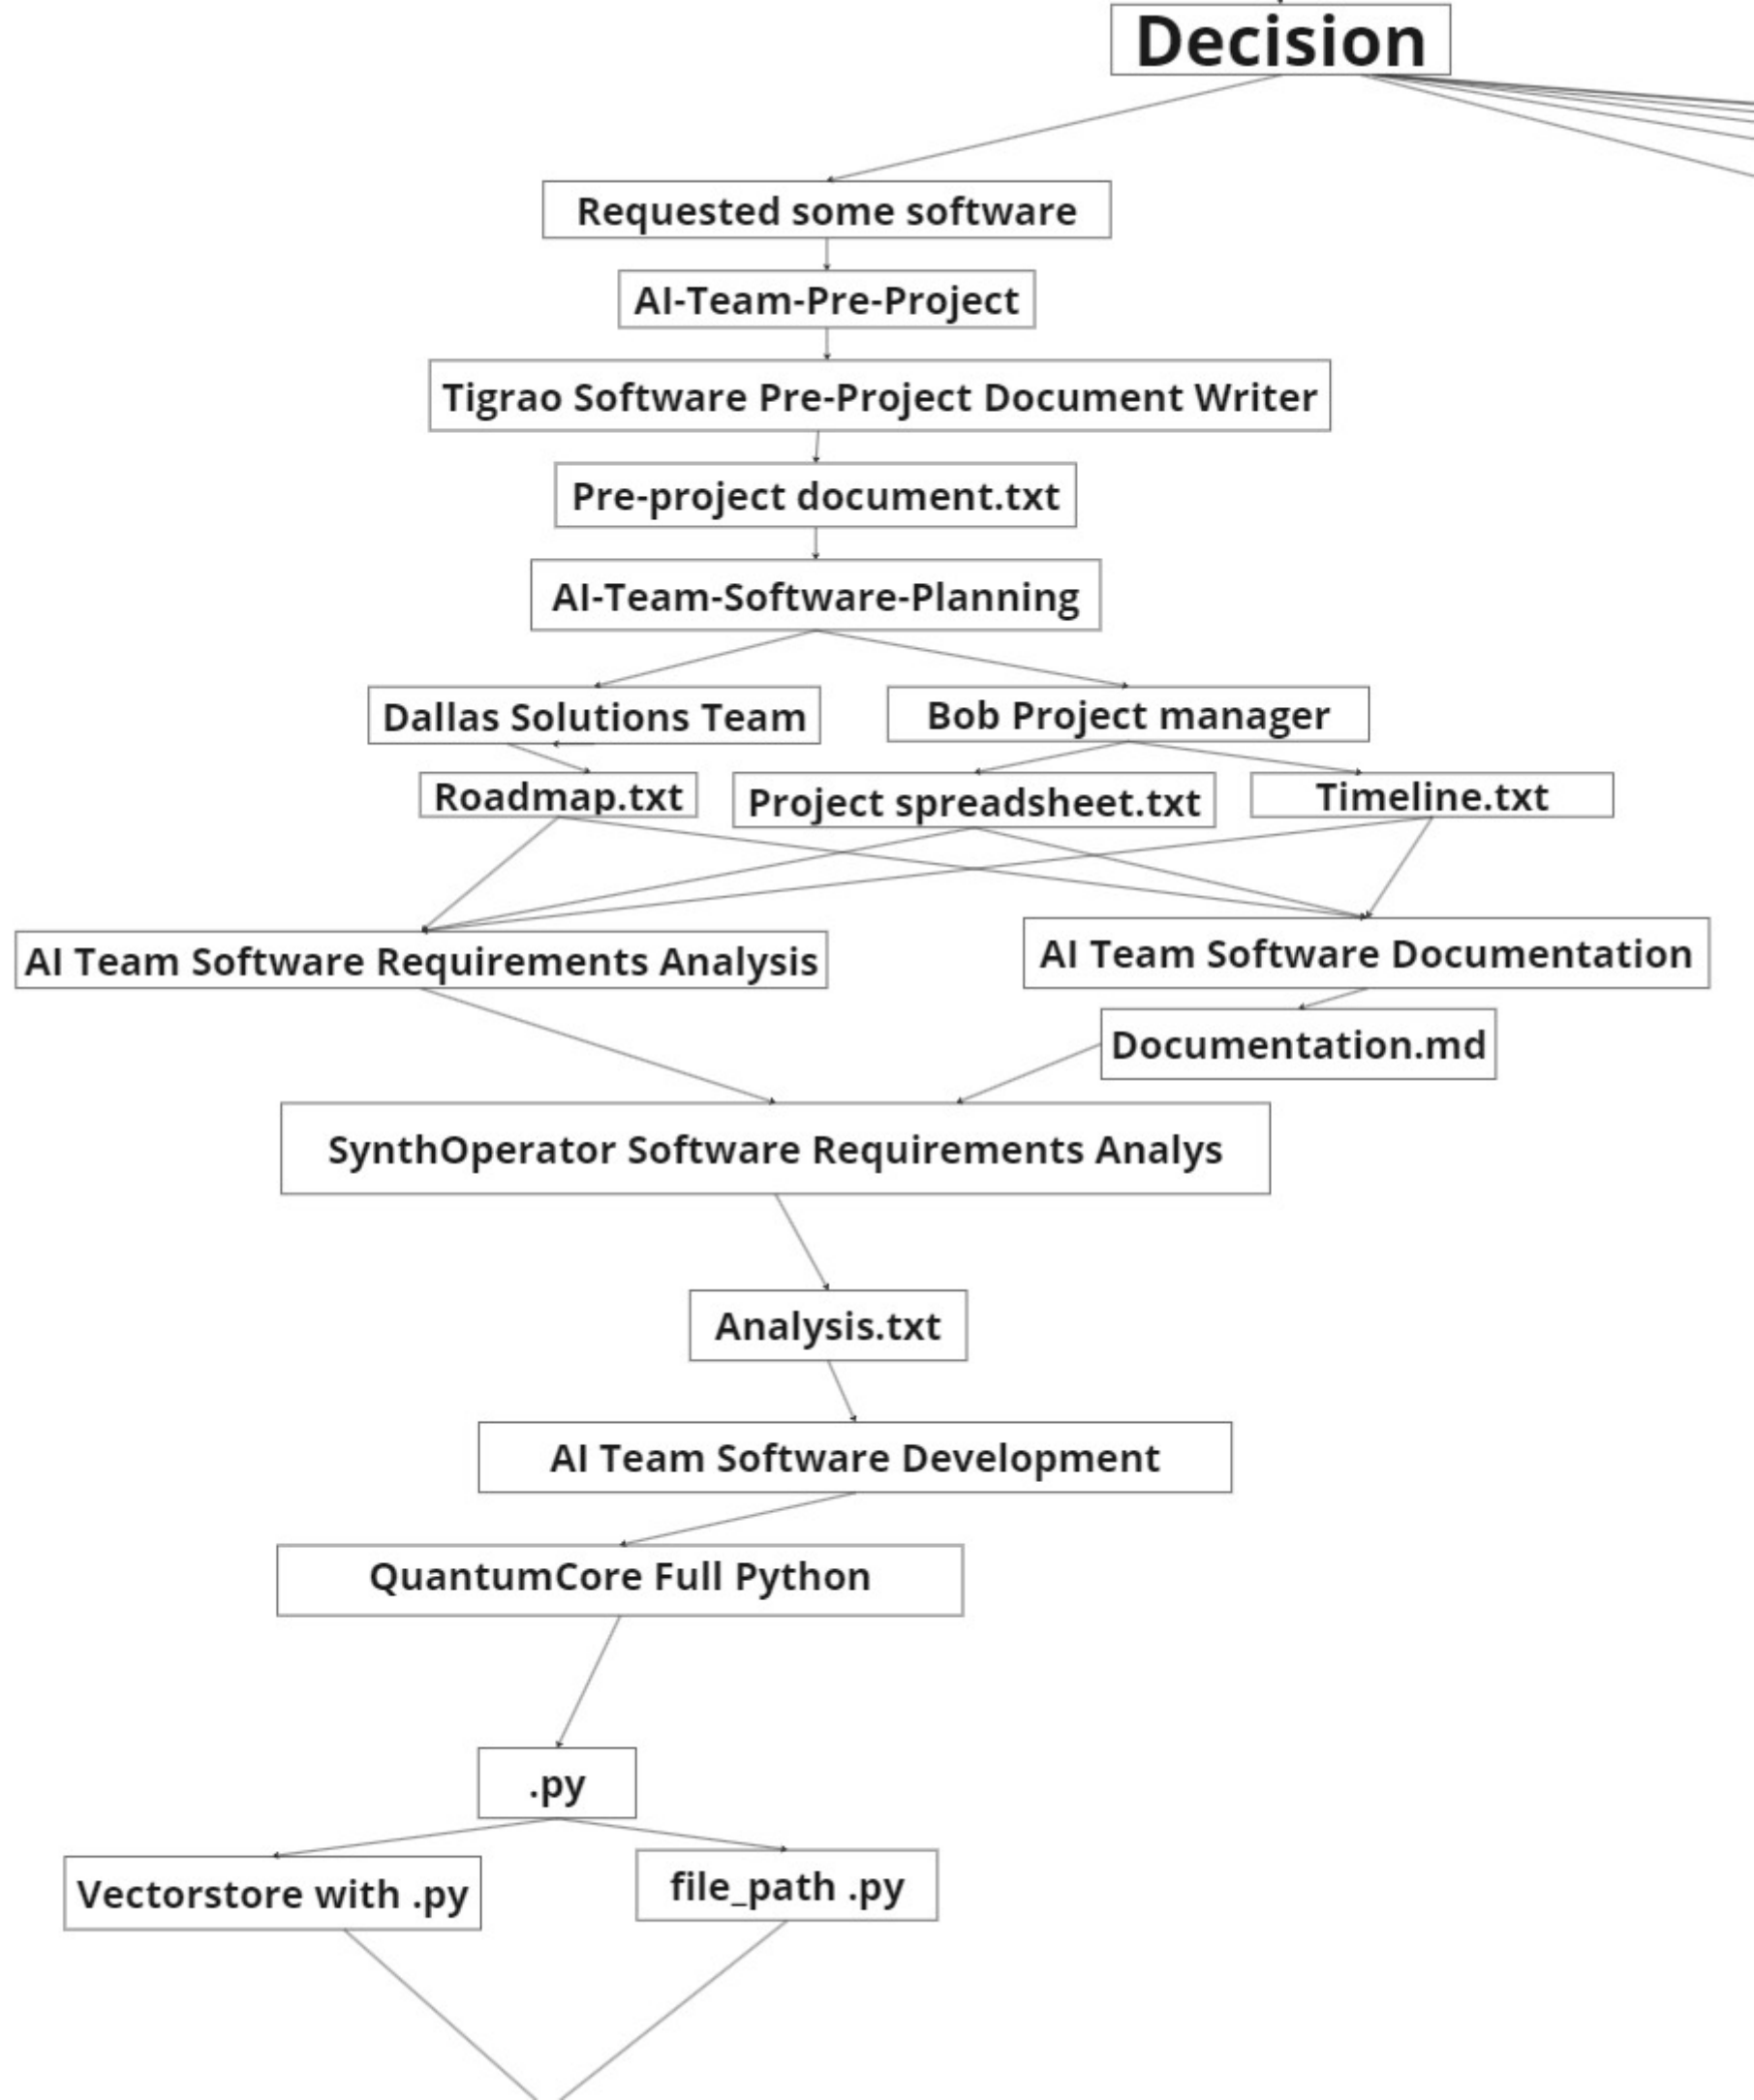 Decision
Requested some software
AI-Team-Pre-Project
Tigrao Software Pre-Project Document Writer
Pre-project document.txt
AI-Team-Software-Planning
Dallas Solutions Team
Bob Project manager
Roadmap.txt
Project spreadsheet.txt
Timeline.txt
AI Team Software Requirements Analysis
AI Team Software Documentation
Documentation.md
SynthOperator Software Requirements Analys
Analysis.txt
AI Team Software Development
QuantumCore Full Python
.py
Vectorstore with .py
file_path .py